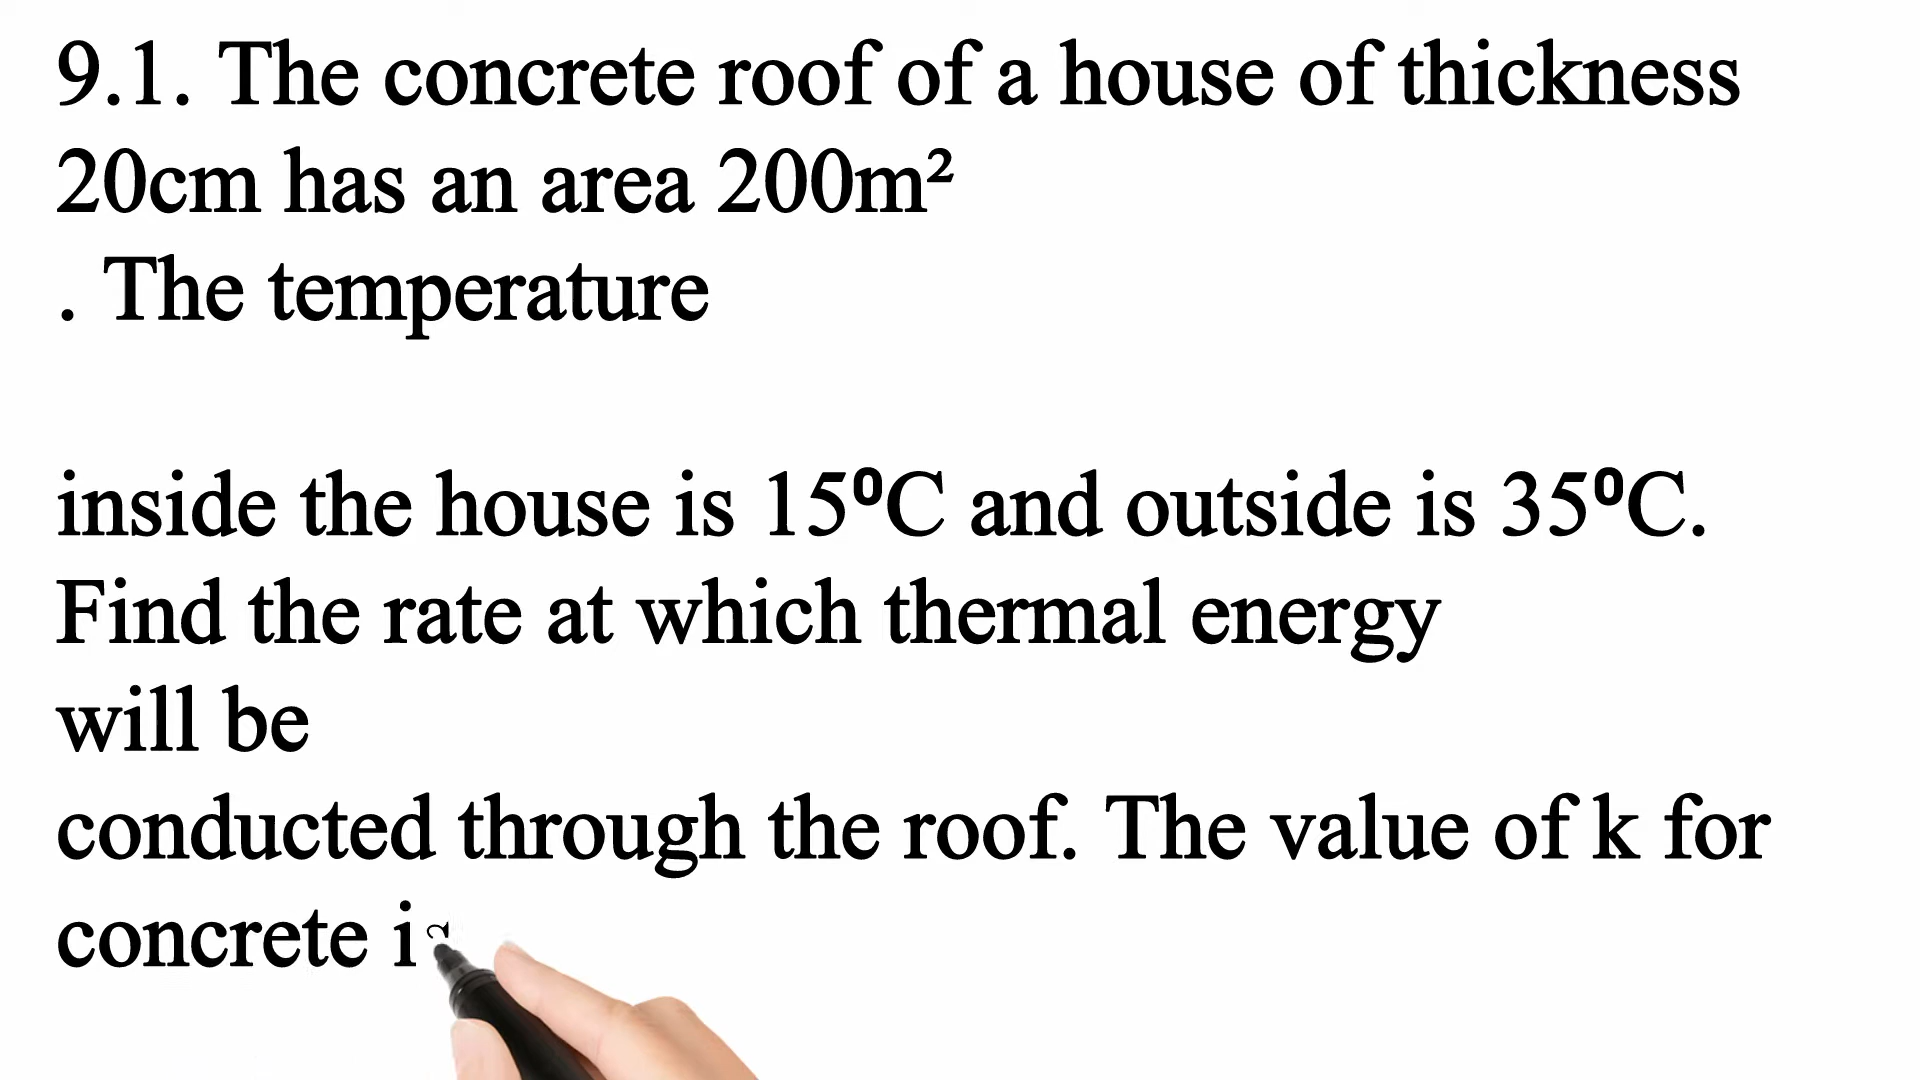 9.1. The concrete roof of a house of thickness
20cm has an area 200m²
. The temperature
inside the house is 15⁰C and outside is 35⁰C.
Find the rate at which thermal energy
will be
conducted through the roof. The value of k for
concrete